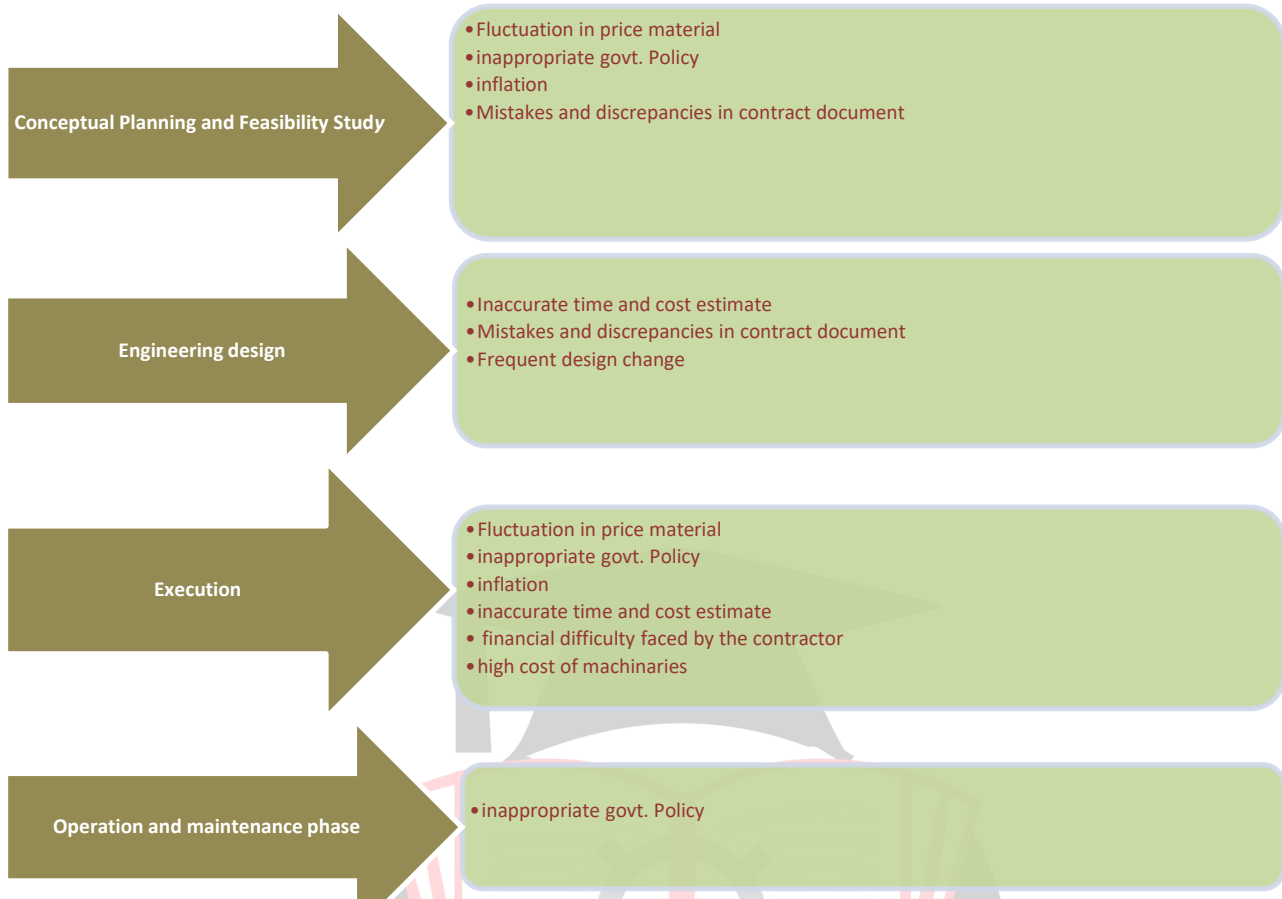 Conceptual Planning and Feasibility Study
•Fluctuation in price material
•inappropriate govt. Policy
•inflation
•Mistakes and discrepancies in contract document
Engineering design
•Inaccurate time and cost estimate
•Mistakes and discrepancies in contract document
•Frequent design change
Execution
•Fluctuation in price material
•inappropriate govt. Policy
•inflation
•inaccurate time and cost estimate
• financial difficulty faced by the contractor
•high cost of machinaries
Operation and maintenance phase
•inappropriate govt. Policy